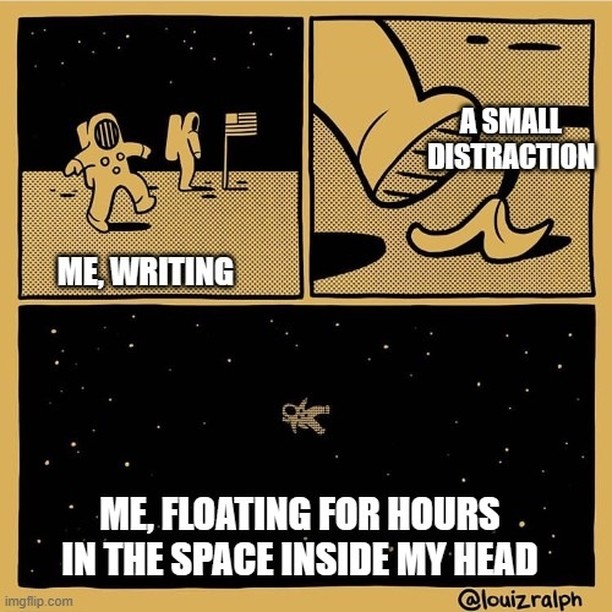 A SMALL
DISTRACTION
ME, WRITING
ME, FLOATING FOR HOURS
IN THE SPACE INSIDE MY HEAD
imgflip.com
@louizralph